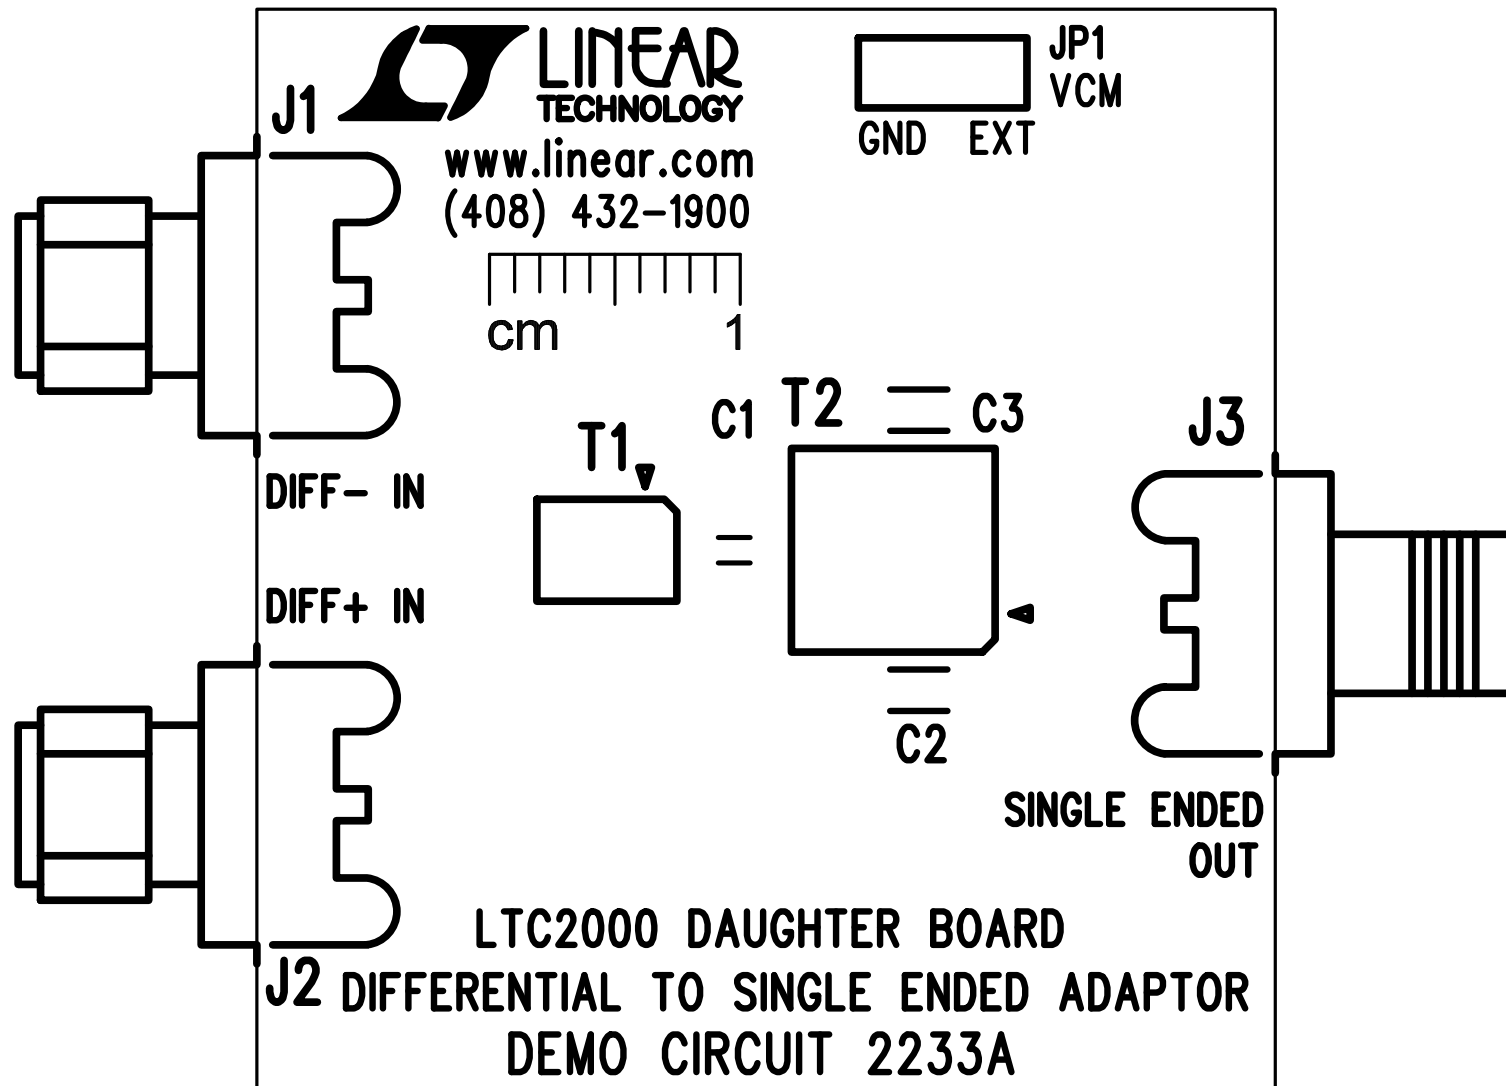 J1
LINEAR
TECHNOLOGY
www.linear.com
(408) 432-1900
JP1
VCM
GND EXT
cm 1
C1
T2
C3
T1
J3
DIFF- IN
DIFF+ IN
C2
SINGLE ENDED
OUT
LTC2000 DAUGHTER BOARD
J2
DIFFERENTIAL TO SINGLE ENDED ADAPTOR
DEMO CIRCUIT 2233A